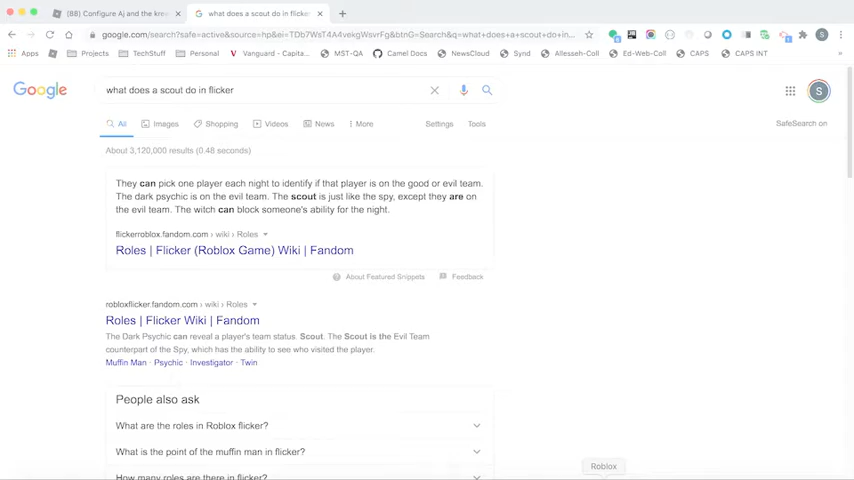 (88) Configure Aj and the kre
what does a scout do in flicker
google.com/search?safe=active&source=hp&ei=TDb7WsT4A4vekgWsvrFg&btnG=Search&q=what+does+a+scout+do+in...
Apps
Projects
TechStuff
Personal
Vanguard - Capita...
MST-QA
Camel Docs
NewsCloud
Synd
Allesseh-Coll
Ed-Web-Coll
CAPS
CAPS INT
»
Google
what does a scout do in flicker
S
All
Images
Shopping
Videos
News
More
Settings
Tools
SafeSearch on
About 3,120,000 results (0.48 seconds)
They can pick one player each night to identify if that player is on the good or evil team.
The dark psychic is on the evil team. The scout is just like the spy, except they are on
the evil team. The witch can block someone's ability for the night.
flickerroblox.fandom.com › wiki › Roles
Roles | Flicker (Roblox Game) Wiki | Fandom
About Featured Snippets
Feedback
robloxflicker.fandom.com › wiki › Roles
Roles | Flicker Wiki | Fandom
The Dark Psychic can reveal a player's team status. Scout. The Scout is the Evil Team
counterpart of the Spy, which has the ability to see who visited the player.
Muffin Man · Psychic · Investigator · Twin
People also ask
What are the roles in Roblox flicker?
What is the point of the muffin man in flicker?
How many roles are there in flicker?
Roblox